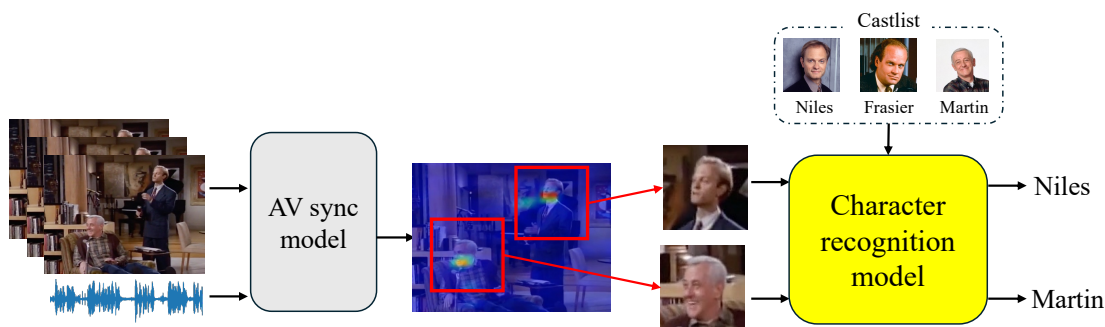 Castlist
Niles Frasier Martin
AV sync
model
Character
recognition
model
Niles
Martin